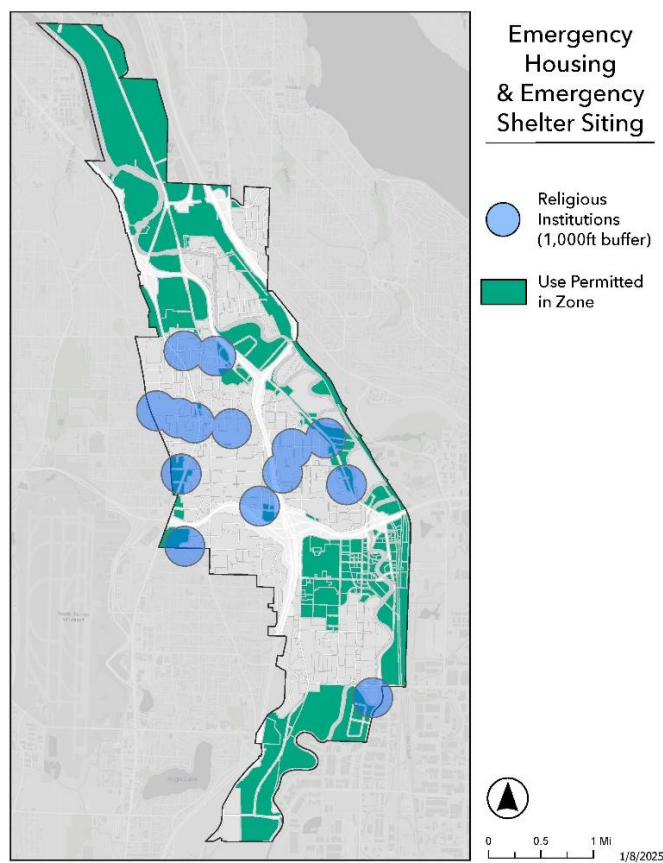 Emergency
Housing
& Emergency
Shelter Siting
Religious
Institutions
(1,000ft buffer)
Use Permitted
in Zone
0 0.5 1 Mi
1/8/2025